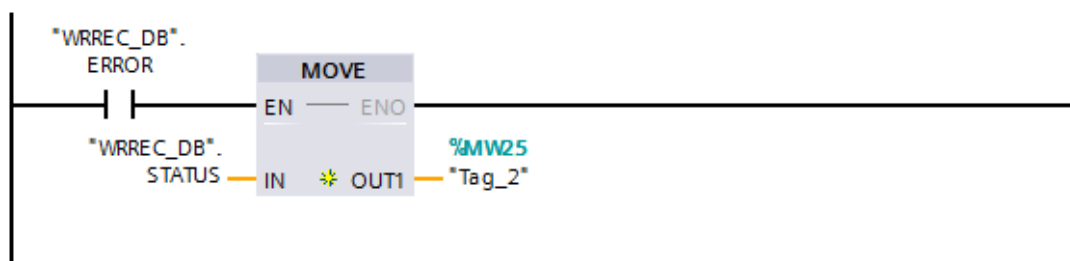 "WRREC_DB".
ERROR
MOVE
EN ENO
"WRREC_DB".
STATUS IN OUT1
%MW25
"Tag_2"